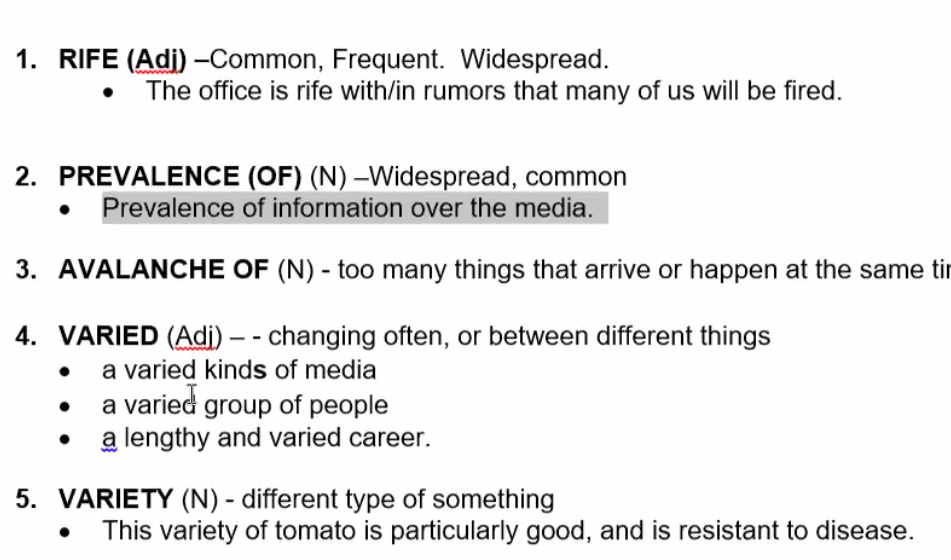 1. RIFE (Adj) –Common, Frequent. Widespread.
• The office is rife with/in rumors that many of us will be fired.
2. PREVALENCE (OF) (N) –Widespread, common
• Prevalence of information over the media.
3. AVALANCHE OF (N) - too many things that arrive or happen at the same
4. VARIED (Adj) – - changing often, or between different things
• a varied kinds of media
• a varied group of people
• a lengthy and varied career.
5. VARIETY (N) - different type of something
• This variety of tomato is particularly good, and is resistant to disease.